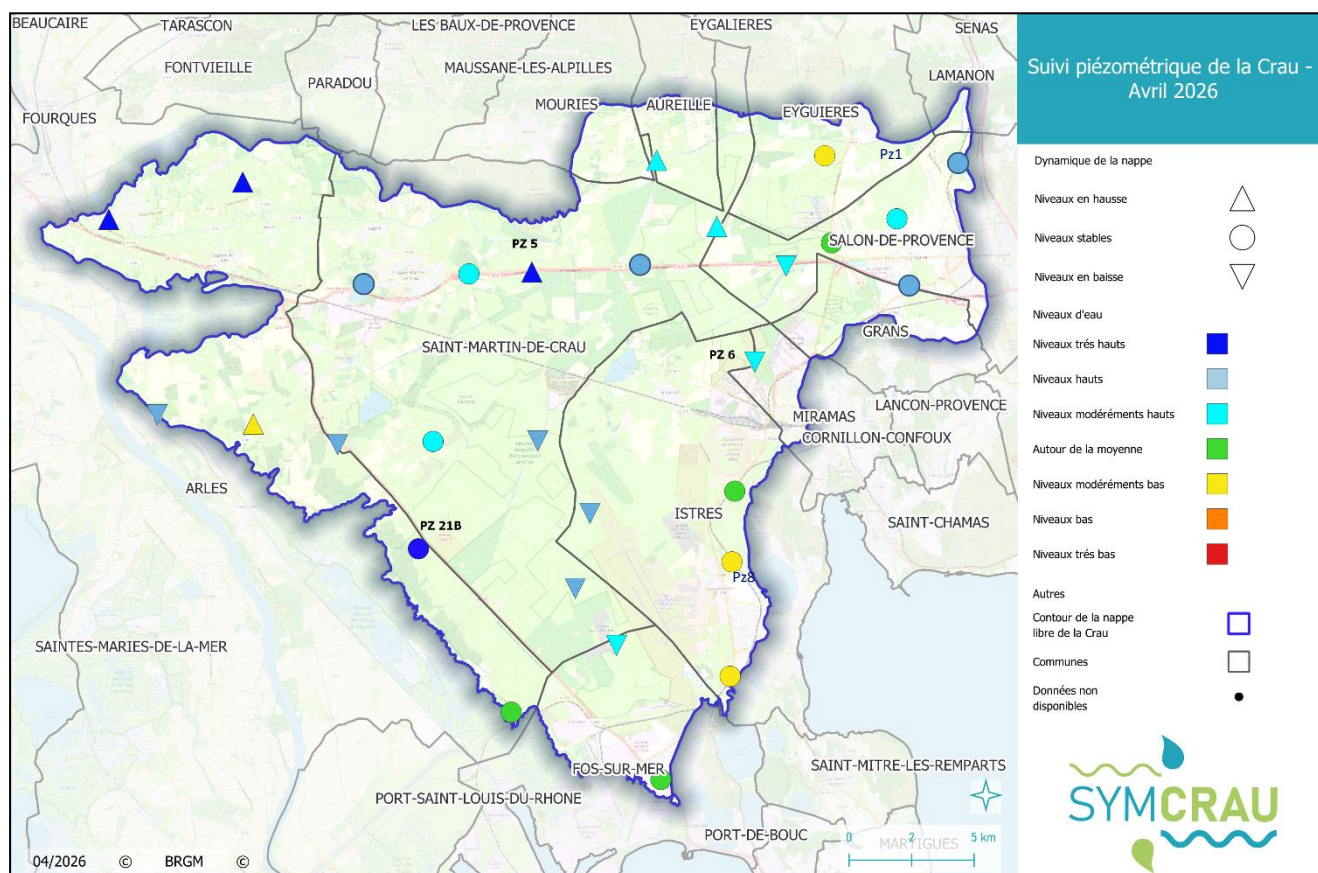 BEAUCAIRE
TARASCON
LES BAUX-DE-PROVENCE
EYGALIERES
SENAS
FONTVIEILLE
PARADOU
MAUSSANE-LES-ALPILLES
LAMANON
MOURIES
AUREILLE
EYGUIERES
FOURQUES
Pz1
SALON-DE-PROVENCE
PZ 5
GRANS
SAINT-MARTIN-DE-CRAU
PZ 6
LANCON-PROVENCE
MIRAMAS
CORNILLON-CONFOUX
ARLES
ISTRES
SAINT-CHAMAS
PZ 21B
Pz8
SAINTES-MARIES-DE-LA-MER
FOS-SUR-MER
SAINT-MITRE-LES-REMPARTS
PORT-SAINT-LOUIS-DU-RHONE
PORT-DE-BOUC
MARTIGUES
0 2 5 km
04/2026 © BRGM ©
Suivi piézométrique de la Crau -
Avril 2026
Dynamique de la nappe
Niveaux en hausse
Niveaux stables
Niveaux en baisse
Niveaux d'eau
Niveaux trés hauts
Niveaux hauts
Niveaux modéréments hauts
Autour de la moyenne
Niveaux modéréments bas
Niveaux bas
Niveaux trés bas
Autres
Contour de la nappe
libre de la Crau
Communes
Données non
disponibles
SYMCRAU